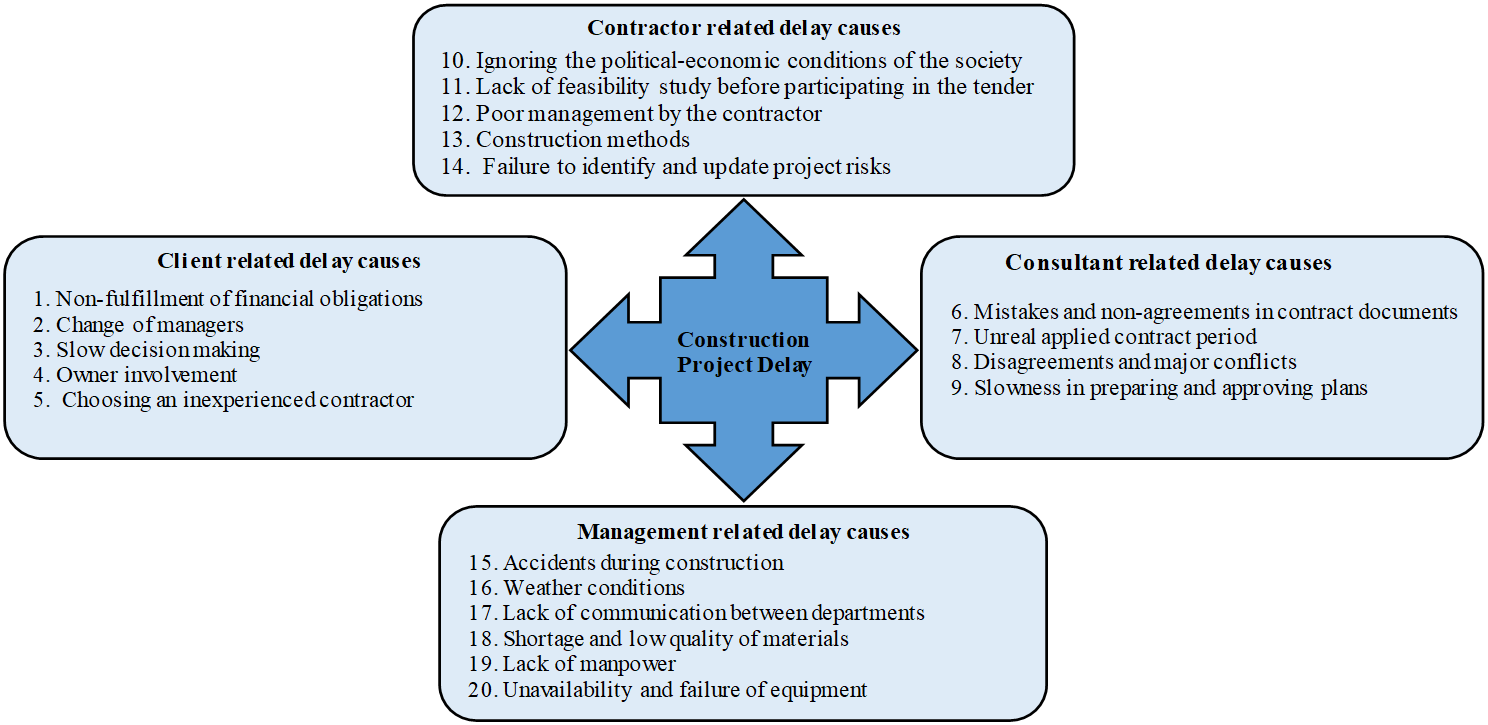 Contractor related delay causes
10. Ignoring the political-economic conditions of the society
11. Lack of feasibility study before participating in the tender
12. Poor management by the contractor
13. Construction methods
14. Failure to identify and update project risks
Client related delay causes
1. Non-fulfillment of financial obligations
2. Change of managers
3. Slow decision making
4. Owner involvement
5. Choosing an inexperienced contractor
Construction
Project Delay
Consultant related delay causes
6. Mistakes and non-agreements in contract documents
7. Unreal applied contract period
8. Disagreements and major conflicts
9. Slowness in preparing and approving plans
Management related delay causes
15. Accidents during construction
16. Weather conditions
17. Lack of communication between departments
18. Shortage and low quality of materials
19. Lack of manpower
20. Unavailability and failure of equipment